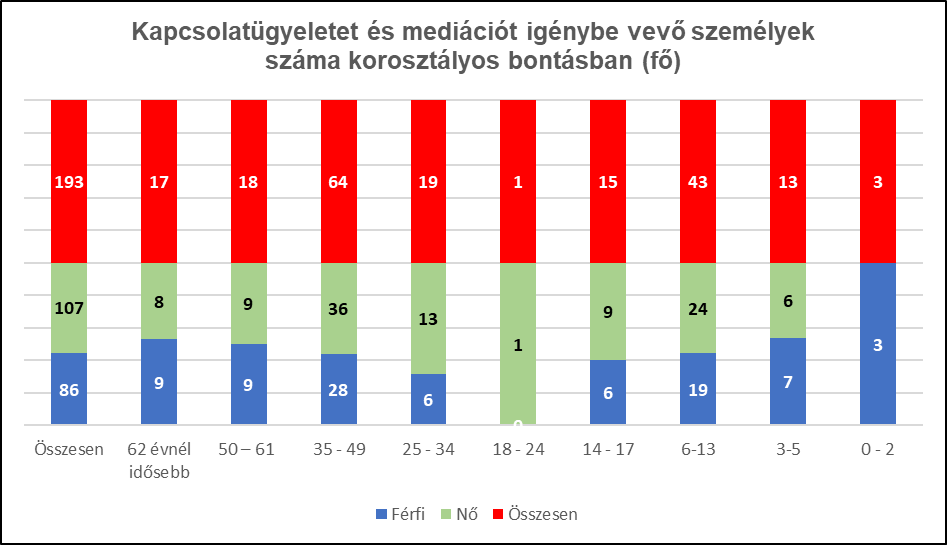 Kapcsolatügyeletet és mediációt igénybe vevő személyek
száma korosztályos bontásban (fő)
193 17 18 64 19 1 15 43 13 3
107 8 9 36 13 1 9 24 6
86 9 9 28 6 0 6 19 7 3
Összesen 62 évnél 50 – 61 35 - 49 25 - 34 18 - 24 14 - 17 6-13 3-5 0 - 2
idősebb
Férfi Nő Összesen